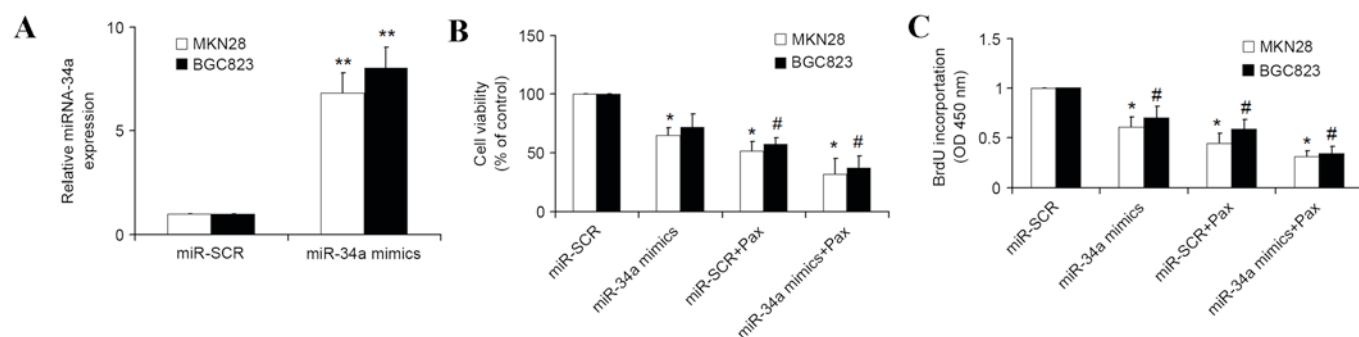 A
Relative miRNA-34a
expression
10
5
0
MKN28
BGC823
**
**
miR-SCR
miR-34a mimics
B
Cell viability
(% of control)
150
100
50
0
MKN28
BGC823
*
*
#
*
#
miR-SCR
miR-34a mimics
miR-SCR+Pax
miR-34a mimics+Pax
C
BrdU incorportation
(OD 450 nm)
1.5
1
0.5
0
MKN28
BGC823
*
#
*
#
*
#
miR-SCR
miR-34a mimics
miR-SCR+Pax
miR-34a mimics+Pax